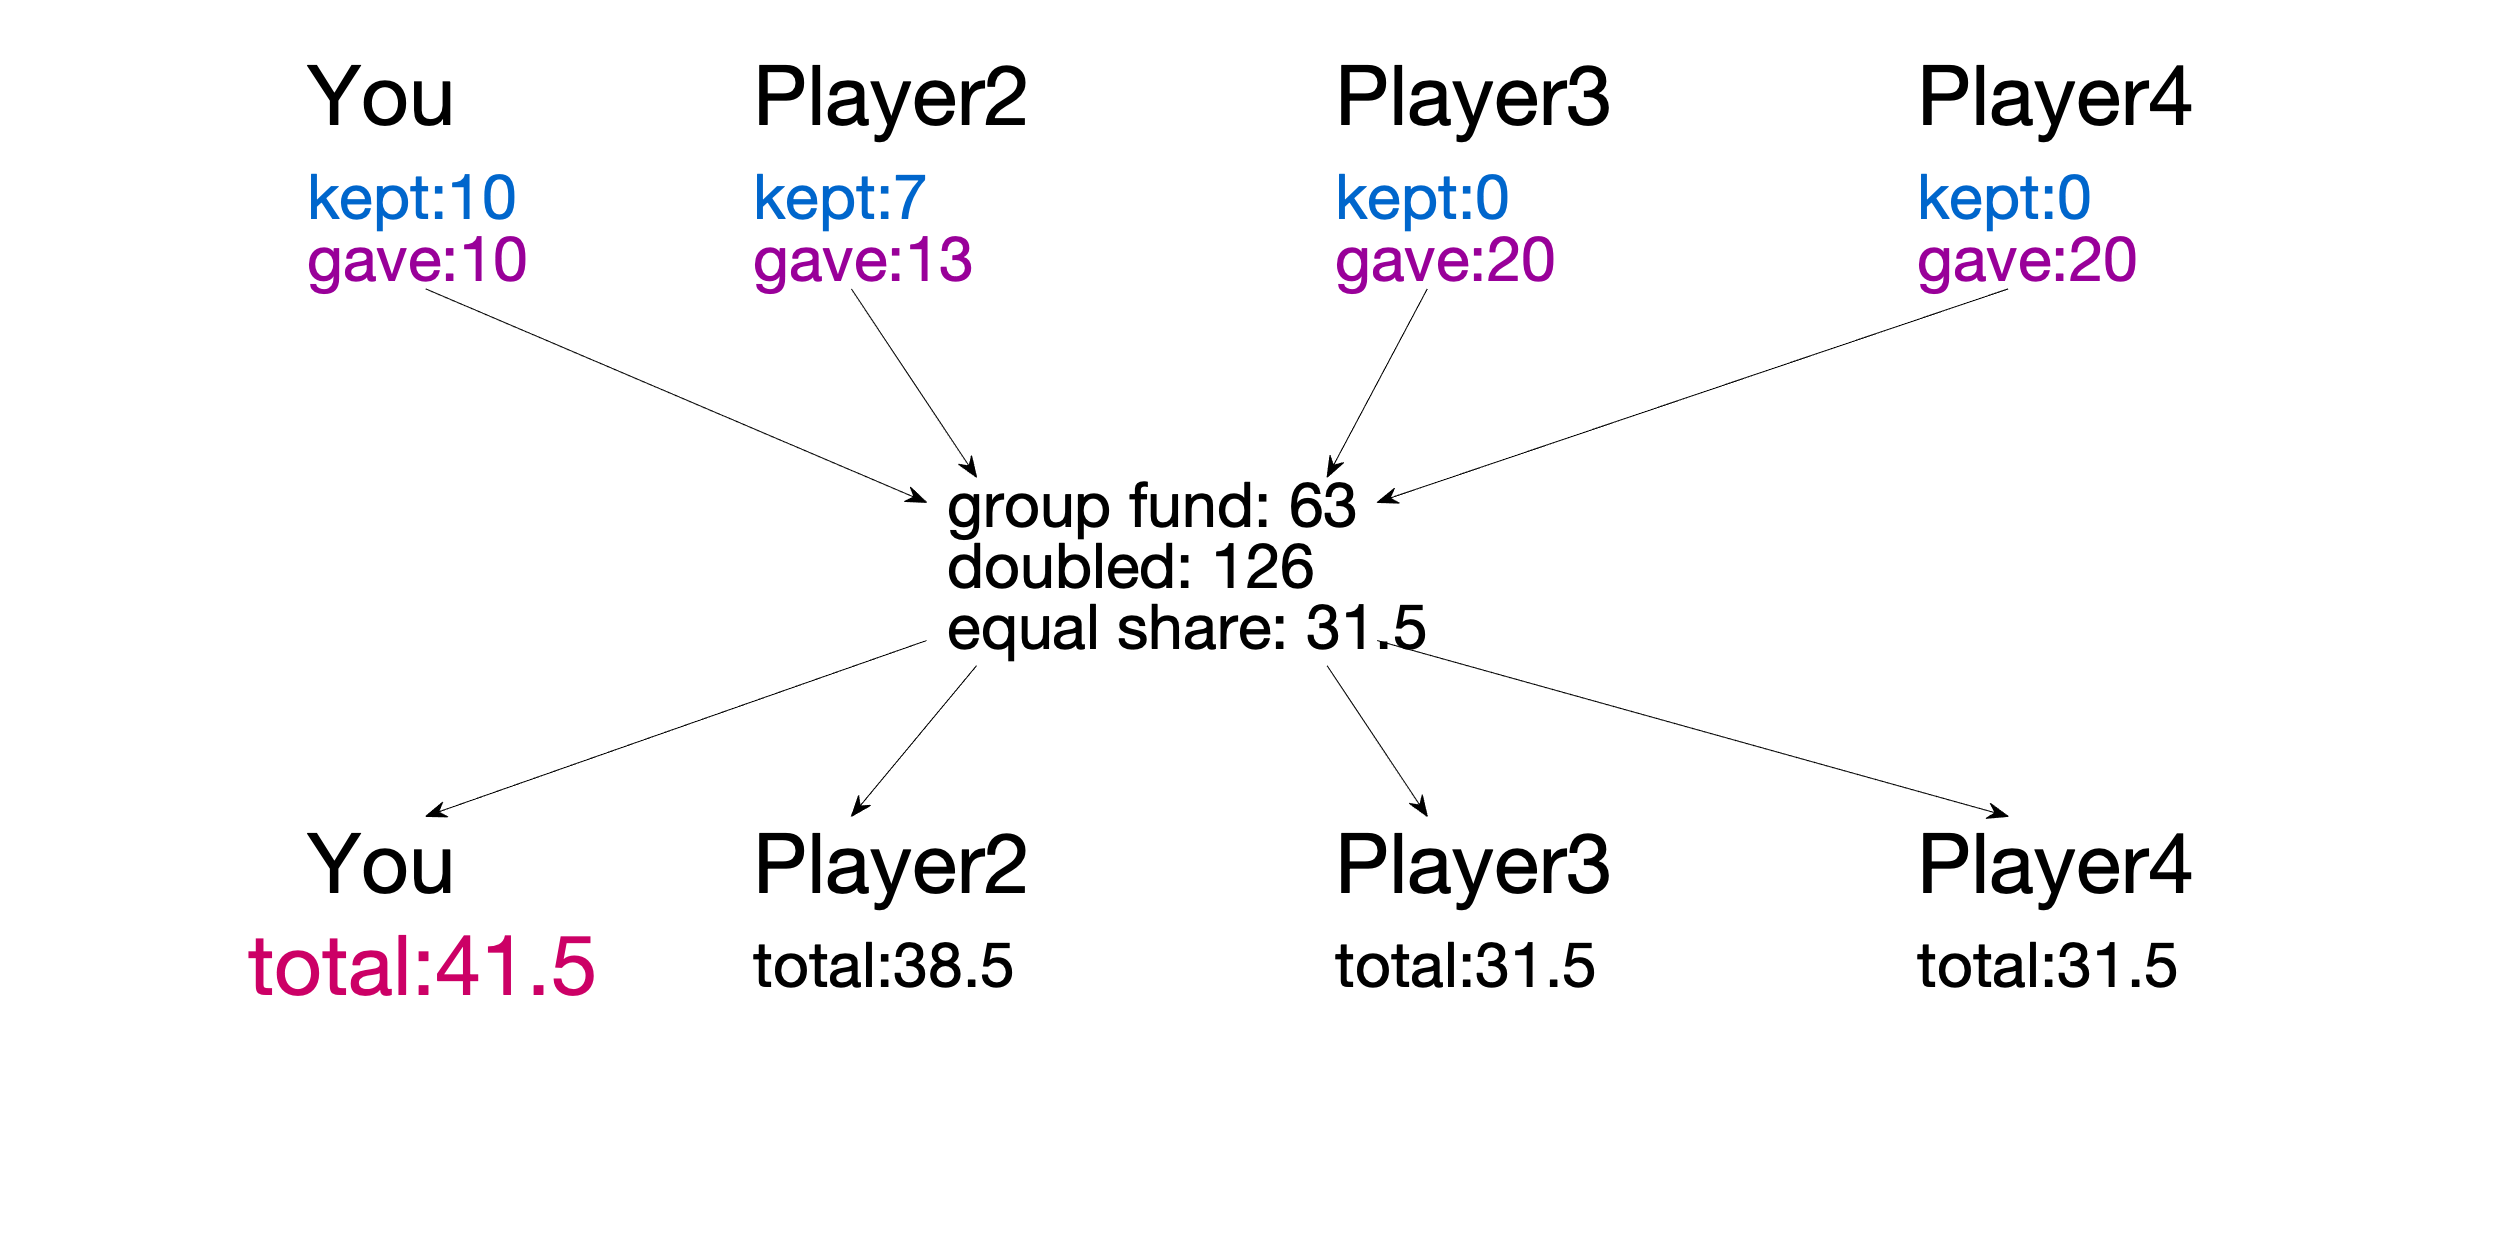 You Player2 Player3 Player4
kept:10 kept:7 kept:0 kept:0
gave:10 gave:13 gave:20 gave:20
group fund: 63
doubled: 126
equal share: 31.5
You Player2 Player3 Player4
total:41.5 total:38.5 total:31.5 total:31.5